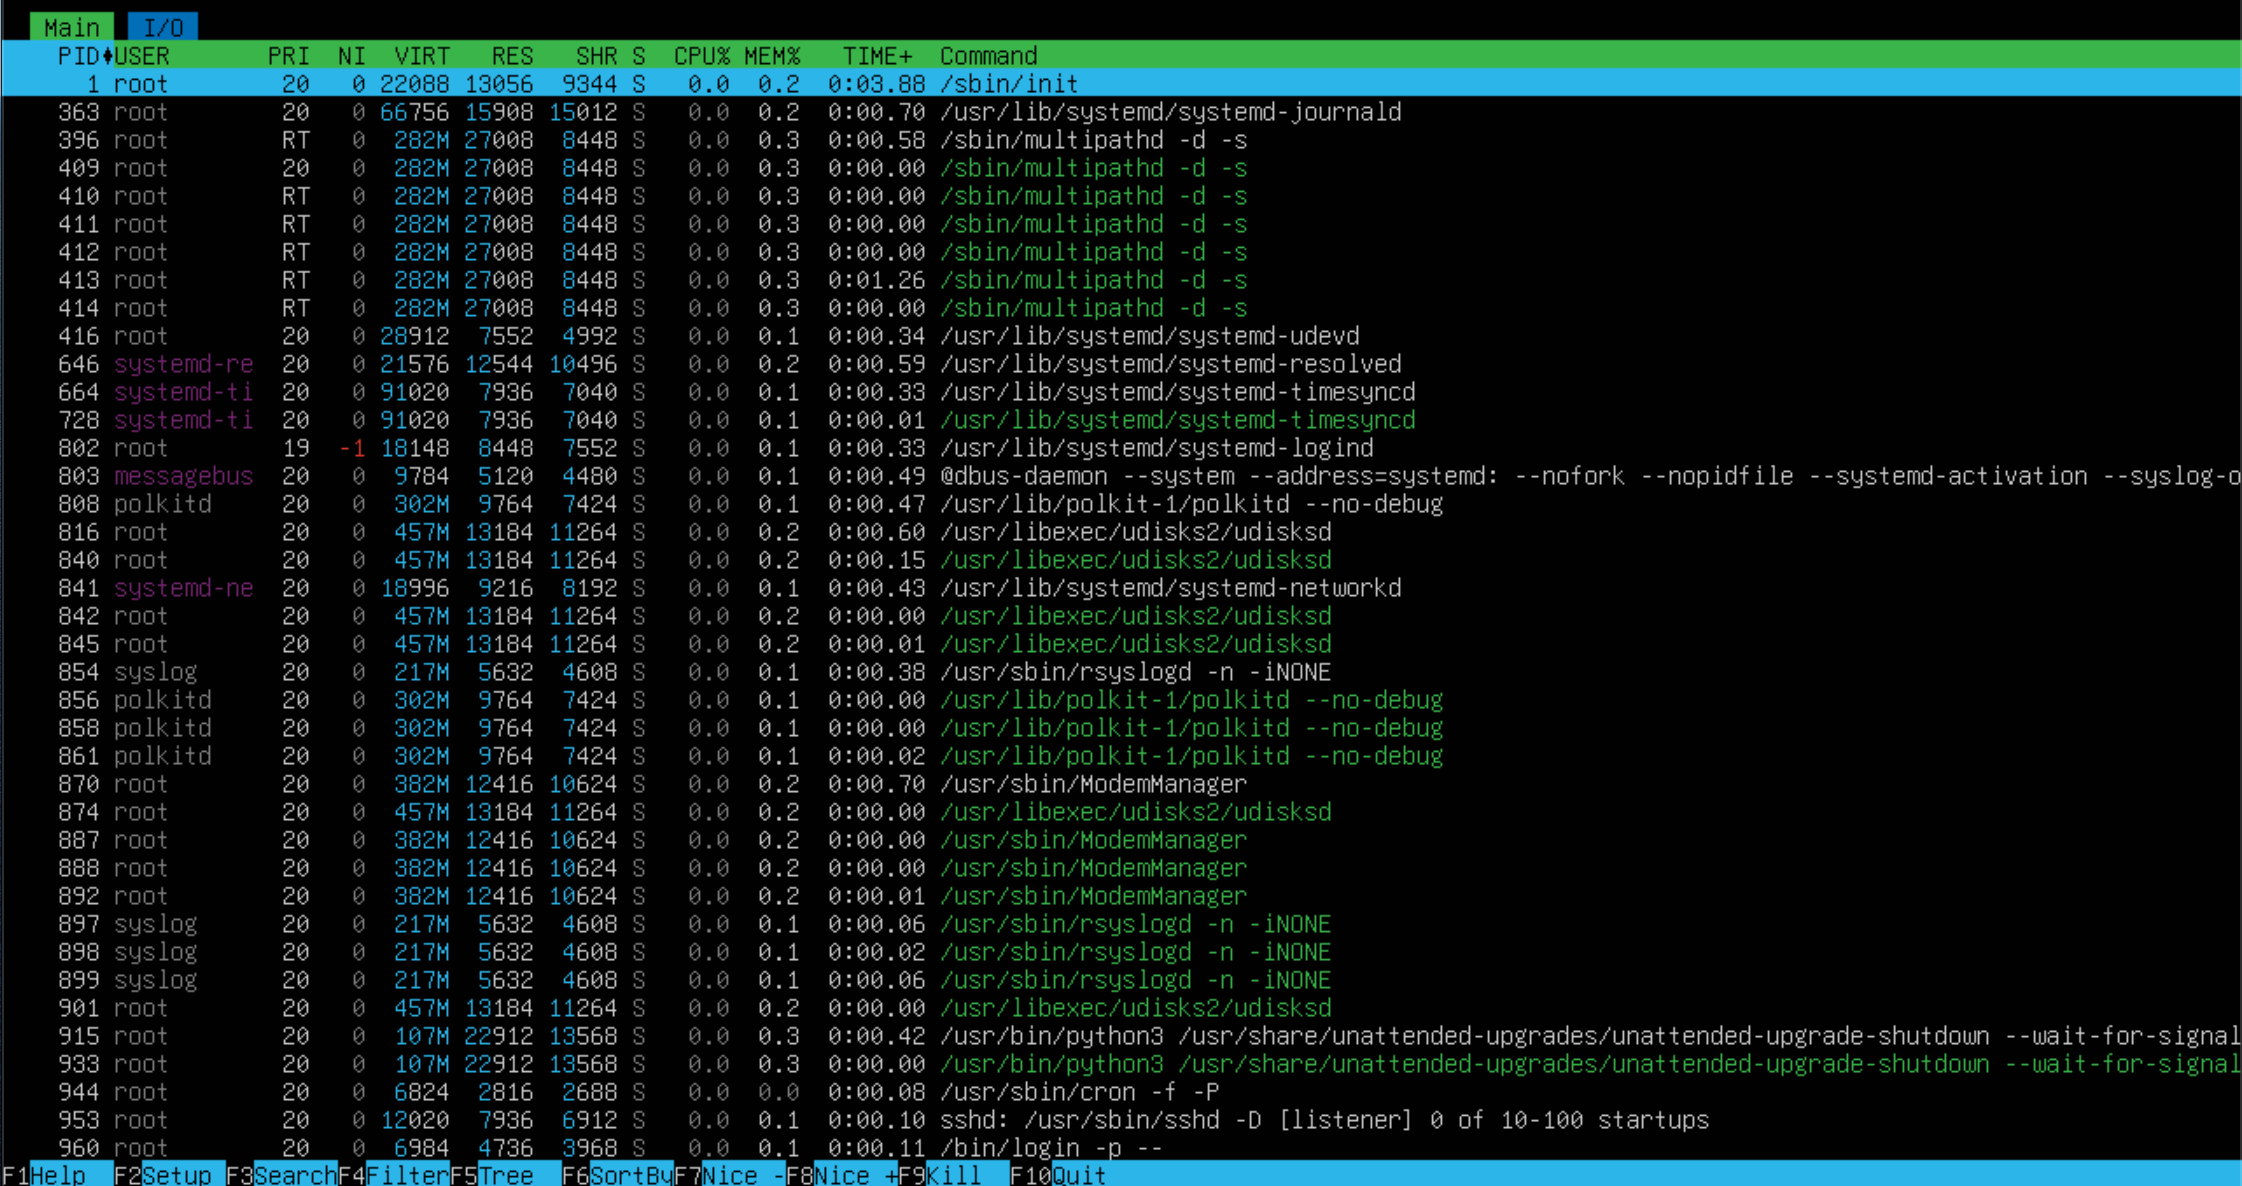 Main I/O
PID♦USER PRI NI VIRT RES SHR S CPU% MEM% TIME+ Command
1 root 20 0 22088 13056 9344 S 0.0 0.2 0:03.88 /sbin/init
363 root 20 0 66756 15908 15012 S 0.0 0.2 0:00.70 /usr/lib/systemd/systemd-journald
396 root RT 0 282M 27008 8448 S 0.0 0.3 0:00.58 /sbin/multipathd -d -s
409 root 20 0 282M 27008 8448 S 0.0 0.3 0:00.00 /sbin/multipathd -d -s
410 root RT 0 282M 27008 8448 S 0.0 0.3 0:00.00 /sbin/multipathd -d -s
411 root RT 0 282M 27008 8448 S 0.0 0.3 0:00.00 /sbin/multipathd -d -s
412 root RT 0 282M 27008 8448 S 0.0 0.3 0:00.00 /sbin/multipathd -d -s
413 root RT 0 282M 27008 8448 S 0.0 0.3 0:01.26 /sbin/multipathd -d -s
414 root RT 0 282M 27008 8448 S 0.0 0.3 0:00.00 /sbin/multipathd -d -s
416 root 20 0 28912 7552 4992 S 0.0 0.1 0:00.34 /usr/lib/systemd/systemd-udevd
646 systemd-re 20 0 21576 12544 10496 S 0.0 0.2 0:00.59 /usr/lib/systemd/systemd-resolved
664 systemd-ti 20 0 91020 7936 7040 S 0.0 0.1 0:00.33 /usr/lib/systemd/systemd-timesyncd
728 systemd-ti 20 0 91020 7936 7040 S 0.0 0.1 0:00.01 /usr/lib/systemd/systemd-timesyncd
802 root 19 -1 18148 8448 7552 S 0.0 0.1 0:00.33 /usr/lib/systemd/systemd-logind
803 messagebus 20 0 9784 5120 4480 S 0.0 0.1 0:00.49 @dbus-daemon --system --address=systemd: --nofork --nopidfile --systemd-activation --syslog-o
808 polkitd 20 0 302M 9764 7424 S 0.0 0.1 0:00.47 /usr/lib/polkit-1/polkitd --no-debug
816 root 20 0 457M 13184 11264 S 0.0 0.2 0:00.60 /usr/libexec/udisks2/udisksd
840 root 20 0 457M 13184 11264 S 0.0 0.2 0:00.15 /usr/libexec/udisks2/udisksd
841 systemd-ne 20 0 18996 9216 8192 S 0.0 0.1 0:00.43 /usr/lib/systemd/systemd-networkd
842 root 20 0 457M 13184 11264 S 0.0 0.2 0:00.00 /usr/libexec/udisks2/udisksd
845 root 20 0 457M 13184 11264 S 0.0 0.2 0:00.01 /usr/libexec/udisks2/udisksd
854 syslog 20 0 217M 5632 4608 S 0.0 0.1 0:00.38 /usr/sbin/rsyslogd -n -iNONE
856 polkitd 20 0 302M 9764 7424 S 0.0 0.1 0:00.00 /usr/lib/polkit-1/polkitd --no-debug
858 polkitd 20 0 302M 9764 7424 S 0.0 0.1 0:00.00 /usr/lib/polkit-1/polkitd --no-debug
861 polkitd 20 0 302M 9764 7424 S 0.0 0.1 0:00.02 /usr/lib/polkit-1/polkitd --no-debug
870 root 20 0 382M 12416 10624 S 0.0 0.2 0:00.70 /usr/sbin/ModemManager
874 root 20 0 457M 13184 11264 S 0.0 0.2 0:00.00 /usr/libexec/udisks2/udisksd
887 root 20 0 382M 12416 10624 S 0.0 0.2 0:00.00 /usr/sbin/ModemManager
888 root 20 0 382M 12416 10624 S 0.0 0.2 0:00.00 /usr/sbin/ModemManager
892 root 20 0 382M 12416 10624 S 0.0 0.2 0:00.01 /usr/sbin/ModemManager
897 syslog 20 0 217M 5632 4608 S 0.0 0.1 0:00.06 /usr/sbin/rsyslogd -n -iNONE
898 syslog 20 0 217M 5632 4608 S 0.0 0.1 0:00.02 /usr/sbin/rsyslogd -n -iNONE
899 syslog 20 0 217M 5632 4608 S 0.0 0.1 0:00.06 /usr/sbin/rsyslogd -n -iNONE
901 root 20 0 457M 13184 11264 S 0.0 0.2 0:00.00 /usr/libexec/udisks2/udisksd
915 root 20 0 107M 22912 13568 S 0.0 0.3 0:00.42 /usr/bin/python3 /usr/share/unattended-upgrades/unattended-upgrade-shutdown --wait-for-signal
933 root 20 0 107M 22912 13568 S 0.0 0.3 0:00.00 /usr/bin/python3 /usr/share/unattended-upgrades/unattended-upgrade-shutdown --wait-for-signal
944 root 20 0 6824 2816 2688 S 0.0 0.0 0:00.08 /usr/sbin/cron -f -P
953 root 20 0 12020 7936 6912 S 0.0 0.1 0:00.10 sshd: /usr/sbin/sshd -D [listener] 0 of 10-100 startups
960 root 20 0 6984 4736 3968 S 0.0 0.1 0:00.11 /bin/login -p --
F1Help F2Setup F3SearchF4FilterF5Tree F6SortByF7Nice -F8Nice +F9Kill F10Quit